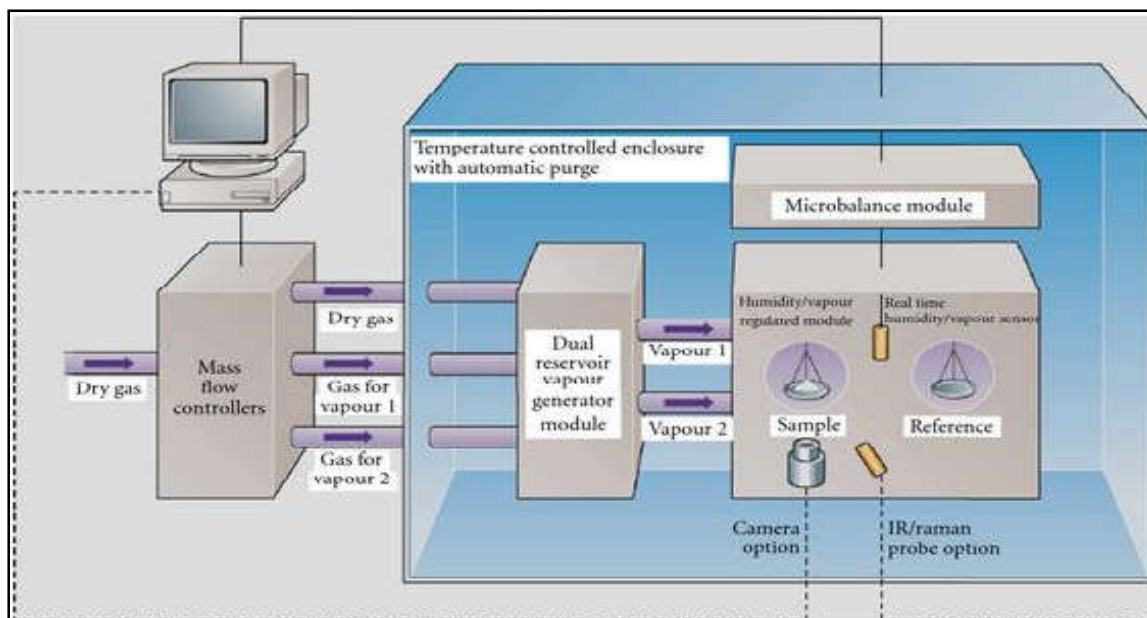 Temperature controlled enclosure
with automatic purge
Microbalance module
Dry gas
Mass
flow
controllers
Dry gas
Gas for
vapour 1
Gas for
vapour 2
Dual
reservoir
vapour
generator
module
Vapour 1
Vapour 2
Humidity/vapour
regulated module
Real time
humidity/vapour sensor
Sample
Reference
Camera
option
IR/raman
probe option